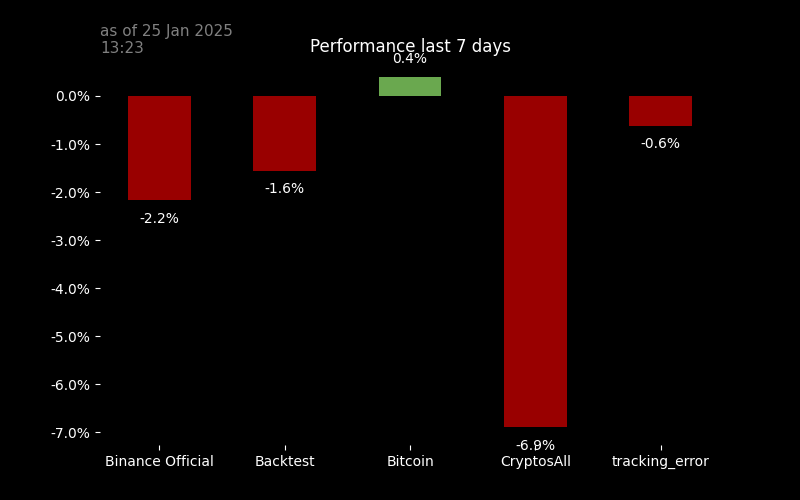 as of 25 Jan 2025
13:23
Performance last 7 days
0.4%
0.0%
-1.0%
-0.6%
-2.0%
-1.6%
-2.2%
-3.0%
-4.0%
-5.0%
-6.0%
-7.0%
-6.9%
Binance Official
Backtest
Bitcoin
CryptosAll
tracking_error